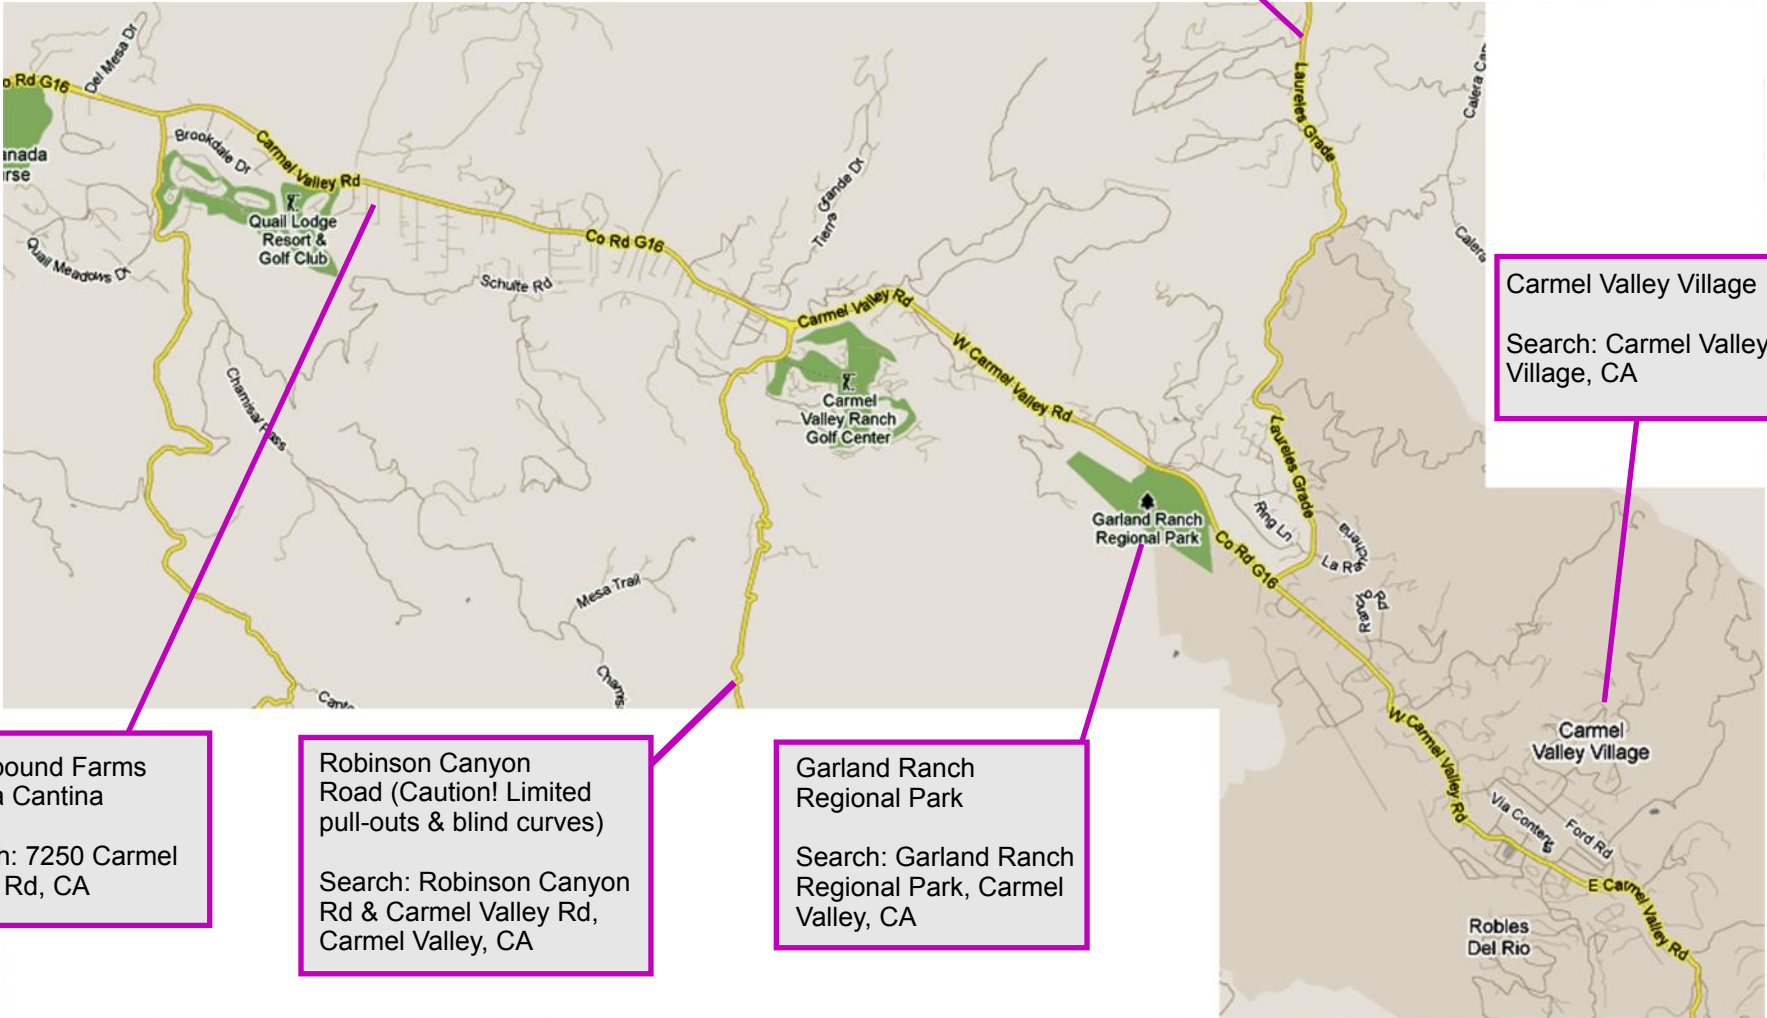 o Rd G16
Del Mesa Dr
anada
rse
Brookdale Dr
Carmel Valley Rd
Quail Lodge
Resort &
Golf Club
Quail Meadows Dr
Schulte Rd
Co Rd G16
Tierra Grande Dr
Carmel Valley Rd
Laureles Grade
Calera Can
Calera
Chamisal Pass
Carmel
Valley Ranch
Golf Center
W Carmel Valley Rd
Laureles Grade
Garland Ranch
Regional Park
Ring Ln
Co Rd G16
La Rancheria
Rancho Rd
Mesa Trail
Chamis
Cante
W Carmel Valley Rd
Carmel
Valley Village
Via Contenta
Ford Rd
E Carmel Valley Rd
Robles
Del Rio
Carmel Valley Village
Search: Carmel Valley
Village, CA
bound Farms
a Cantina
h: 7250 Carmel
Rd, CA
Robinson Canyon
Road (Caution! Limited
pull-outs & blind curves)
Search: Robinson Canyon
Rd & Carmel Valley Rd,
Carmel Valley, CA
Garland Ranch
Regional Park
Search: Garland Ranch
Regional Park, Carmel
Valley, CA